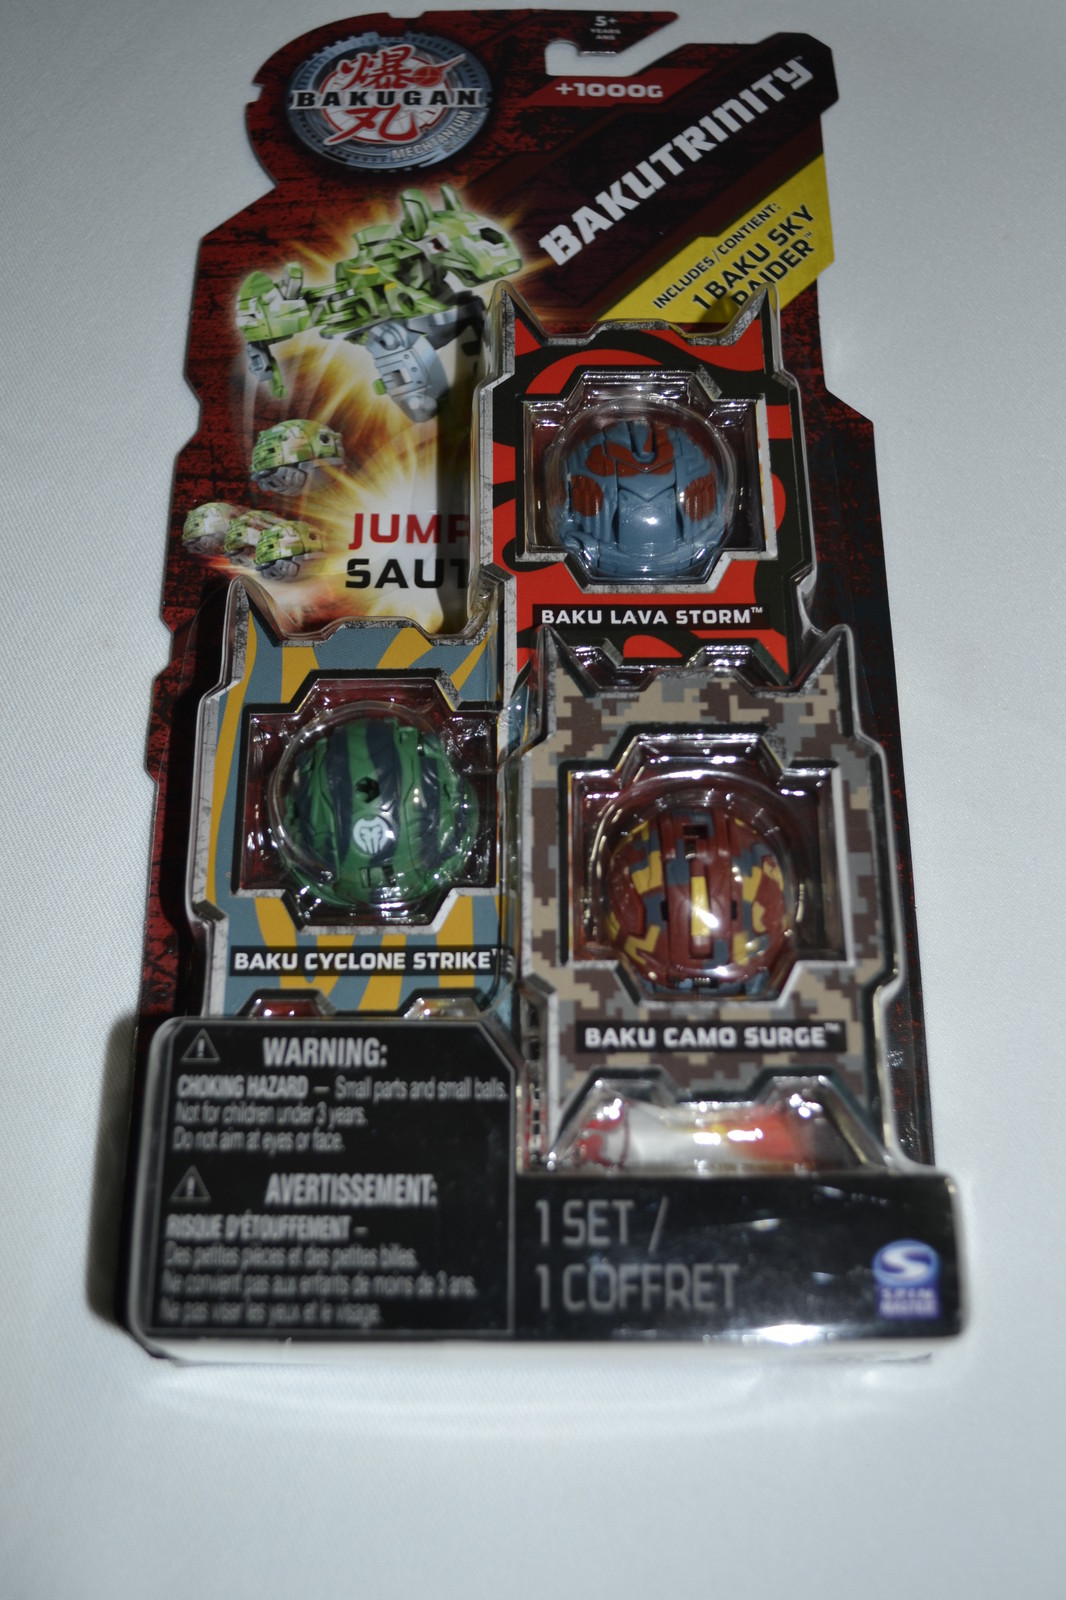 5+
YEARS
ANS
+1000G
爆
BAKUGAN
丸
MECHTANIUM
BAKUTRINITY™
INCLUDES/CONTIENT:
1 BAKU SKY
RAIDER™
JUMP
SAUT
BAKU LAVA STORM™
BAKU CYCLONE STRIKE™
BAKU CAMO SURGE™
WARNING:
CHOKING HAZARD — Small parts and small balls.
Not for children under 3 years.
Do not aim at eyes or face.
AVERTISSEMENT:
RISQUE D'ÉTOUFFEMENT —
Des petites pièces et des petites billes.
Ne convient pas aux enfants de moins de 3 ans.
Ne pas viser les yeux et le visage.
1 SET /
1 COFFRET
SPIN
MASTER